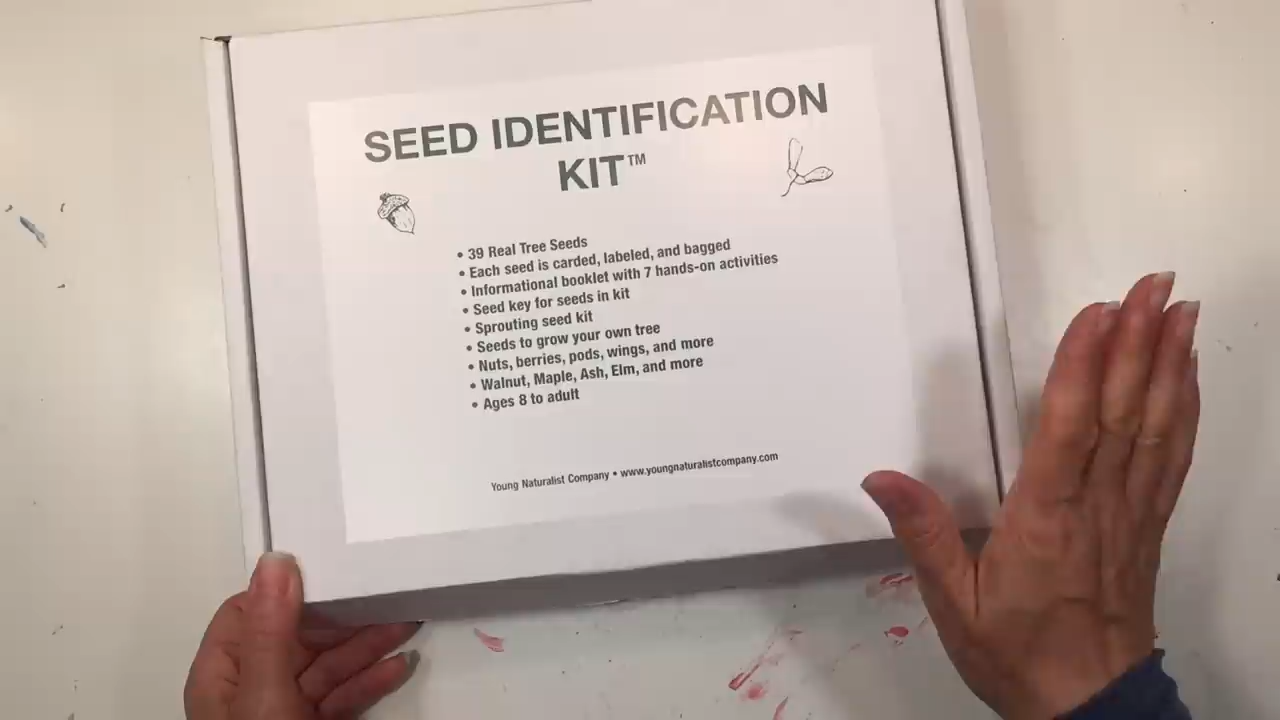 SEED IDENTIFICATION
KIT™
• 39 Real Tree Seeds
• Each seed is carded, labeled, and bagged
• Informational booklet with 7 hands-on activities
• Seed key for seeds in kit
• Sprouting seed kit
• Seeds to grow your own tree
• Nuts, berries, pods, wings, and more
• Walnut, Maple, Ash, Elm, and more
• Ages 8 to adult
Young Naturalist Company • www.youngnaturalistcompany.com